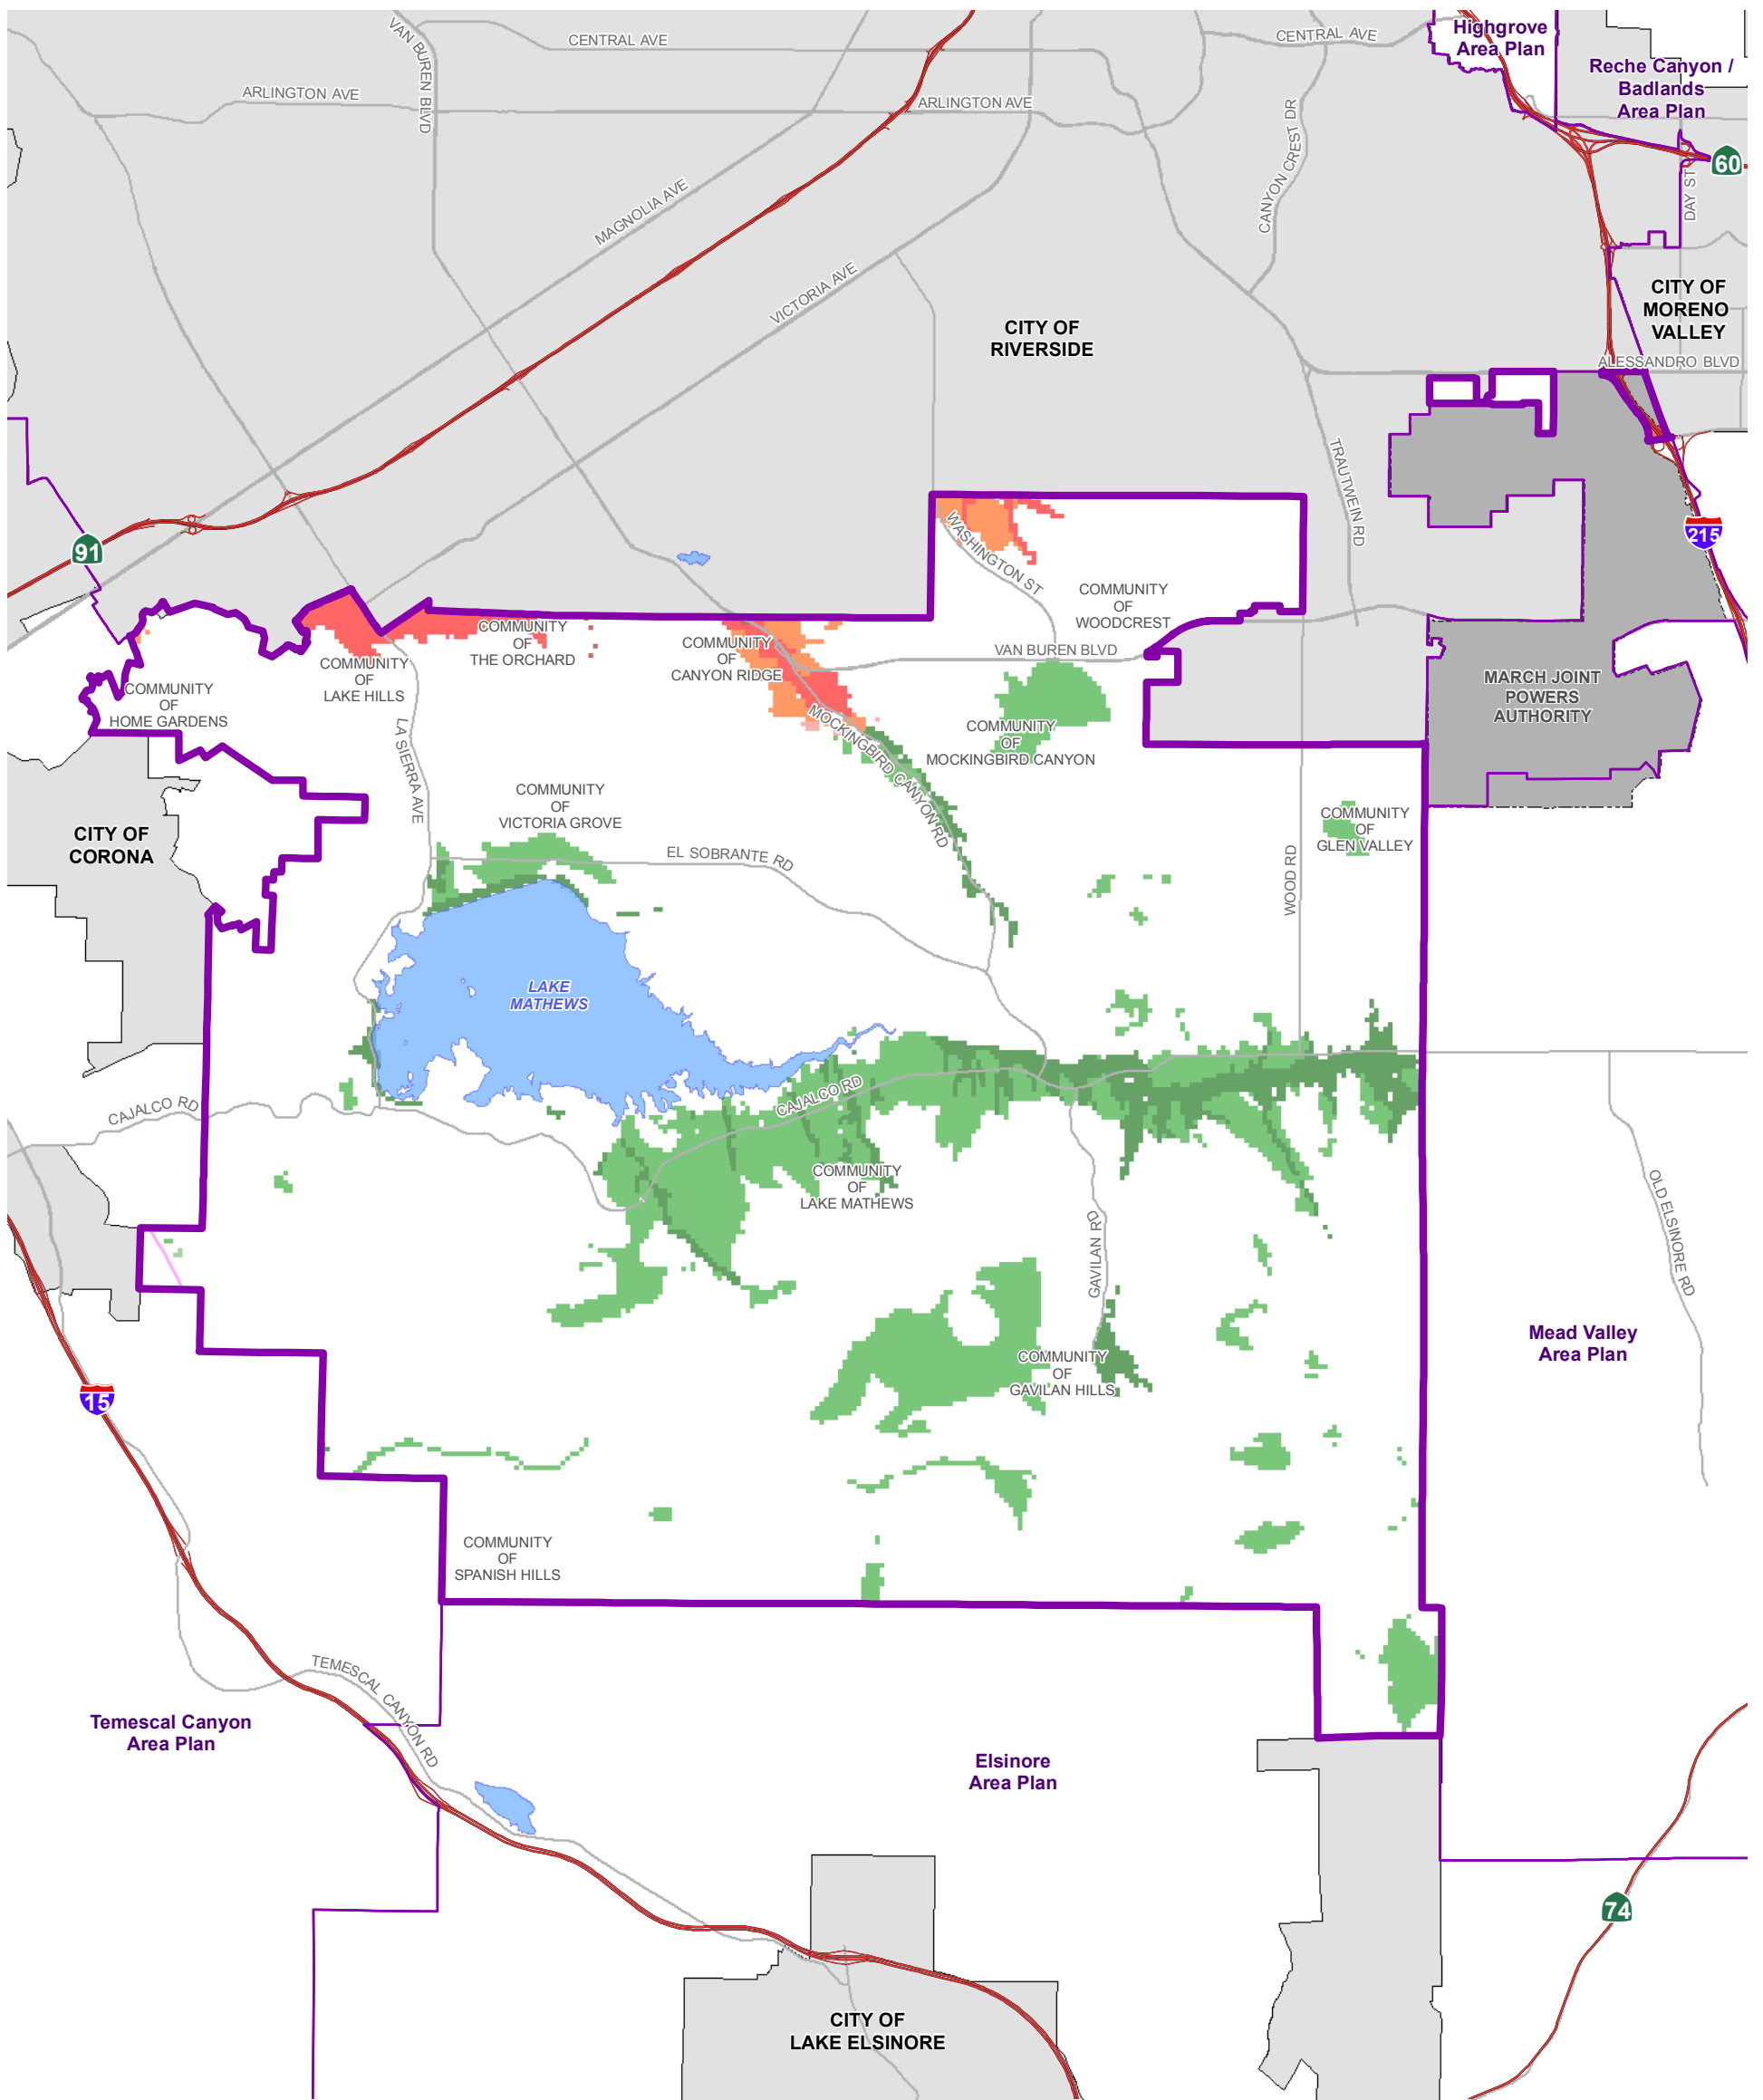 VAN BUREN BLVD
CENTRAL AVE
CENTRAL AVE
Highgrove
Area Plan
Reche Canyon /
Badlands
Area Plan
ARLINGTON AVE
ARLINGTON AVE
CANYON CREST DR
60
DAY ST
MAGNOLIA AVE
VICTORIA AVE
CITY OF
RIVERSIDE
CITY OF
MORENO
VALLEY
ALESSANDRO BLVD
TRAUTWEIN RD
91
215
WASHINGTON ST
COMMUNITY
OF
WOODCREST
COMMUNITY
OF
THE ORCHARD
COMMUNITY
OF
LAKE HILLS
COMMUNITY
OF
CANYON RIDGE
VAN BUREN BLVD
COMMUNITY
OF
HOME GARDENS
MARCH JOINT
POWERS
AUTHORITY
LA SIERRA AVE
MOCKINGBIRD CANYON RD
COMMUNITY
OF
MOCKINGBIRD CANYON
COMMUNITY
OF
VICTORIA GROVE
COMMUNITY
OF
GLEN VALLEY
CITY OF
CORONA
EL SOBRANTE RD
WOOD RD
LAKE
MATHEWS
CAJALCO RD
CAJALCO RD
COMMUNITY
OF
LAKE MATHEWS
OLD ELSINORE RD
GAVILAN RD
Mead Valley
Area Plan
COMMUNITY
OF
GAVILAN HILLS
15
COMMUNITY
OF
SPANISH HILLS
TEMESCAL CANYON RD
Temescal Canyon
Area Plan
Elsinore
Area Plan
74
CITY OF
LAKE ELSINORE